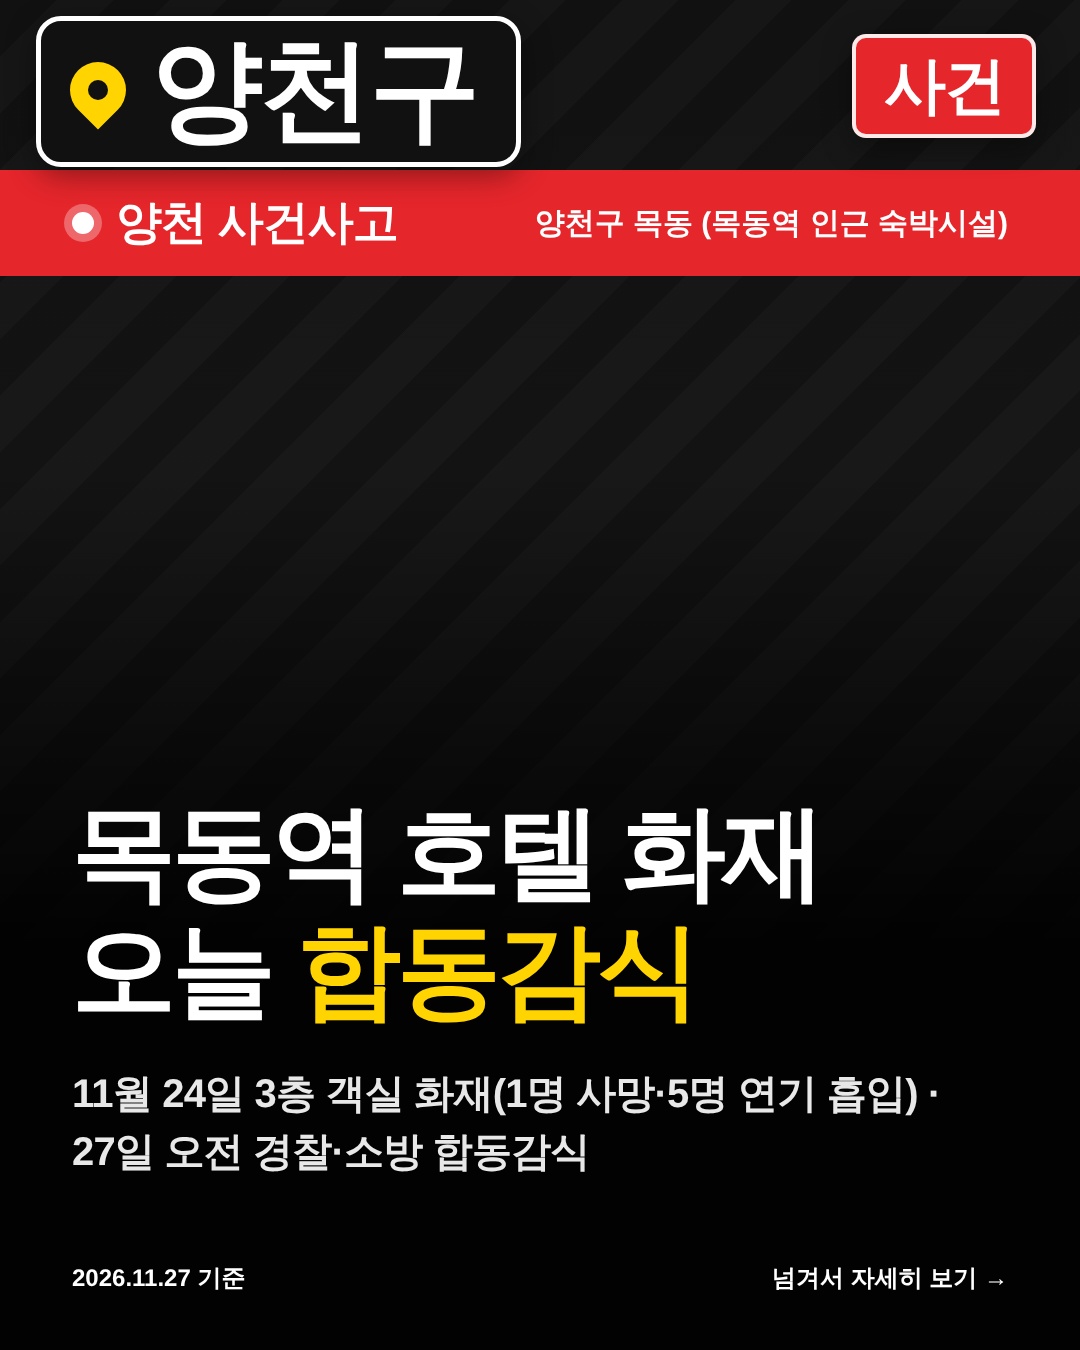 양천구
사건
양천 사건사고
양천구 목동 (목동역 인근 숙박시설)
목동역 호텔 화재
오늘 합동감식
11월 24일 3층 객실 화재(1명 사망·5명 연기 흡입) ·
27일 오전 경찰·소방 합동감식
2026.11.27 기준
넘겨서 자세히 보기 →